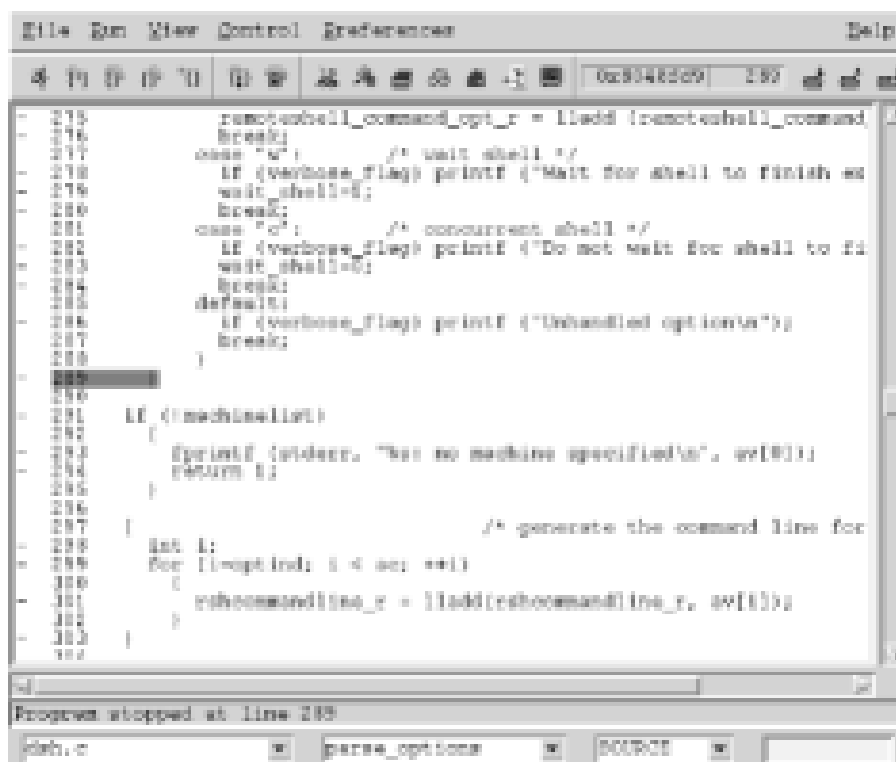 File Run View Control Preferences Help
289
275 remoteshell_command_opt_r = lladd (remoteshell_command_
276 break;
277 case 'w': /* wait shell */
278 if (verbose_flag) printf ("Wait for shell to finish ex
279 wait_shell=1;
280 break;
281 case 'c': /* concurrent shell */
282 if (verbose_flag) printf ("Do not wait for shell to fi
283 wait_shell=0;
284 break;
285 default:
286 if (verbose_flag) printf ("Unhandled option\n");
287 break;
288 }
289 }
290
291 if (!machinelist)
292 {
293 fprintf (stderr, "%s: no machine specified\n", av[0]);
294 return 1;
295 }
296
297 { /* generate the command line for
298 int i;
299 for (i=optind; i < ac; ++i)
300 {
301 rshcommandline_r = lladd(rshcommandline_r, av[i]);
302 }
303 }
304
Program stopped at line 289
dsh.c parse_options SOURCE